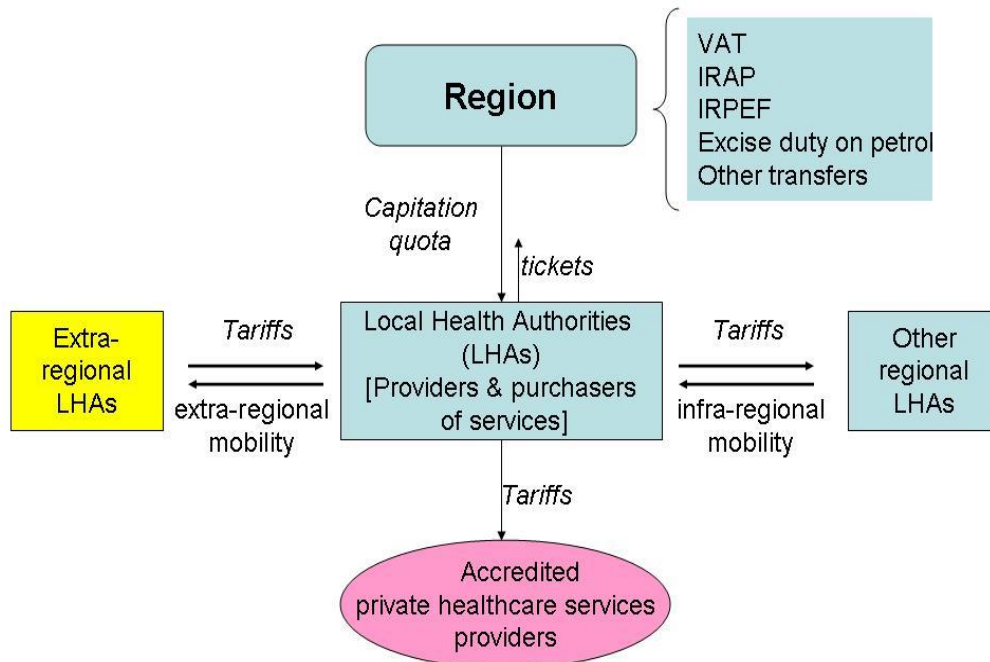 Region
VAT
IRAP
IRPEF
Excise duty on petrol
Other transfers
Capitation
quota
tickets
Extra-
regional
LHAs
Tariffs
extra-regional
mobility
Local Health Authorities
(LHAs)
[Providers & purchasers
of services]
Tariffs
infra-regional
mobility
Other
regional
LHAs
Tariffs
Accredited
private healthcare services
providers